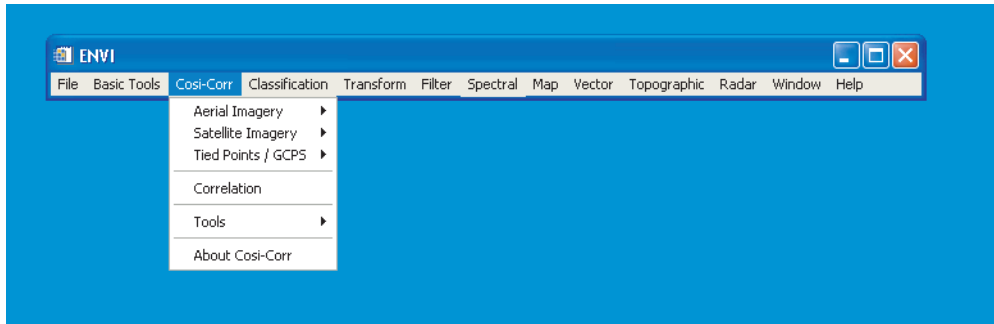 ENVI
File Basic Tools Cosi-Corr Classification Transform Filter Spectral Map Vector Topographic Radar Window Help
Aerial Imagery
Satellite Imagery
Tied Points / GCPS
Correlation
Tools
About Cosi-Corr